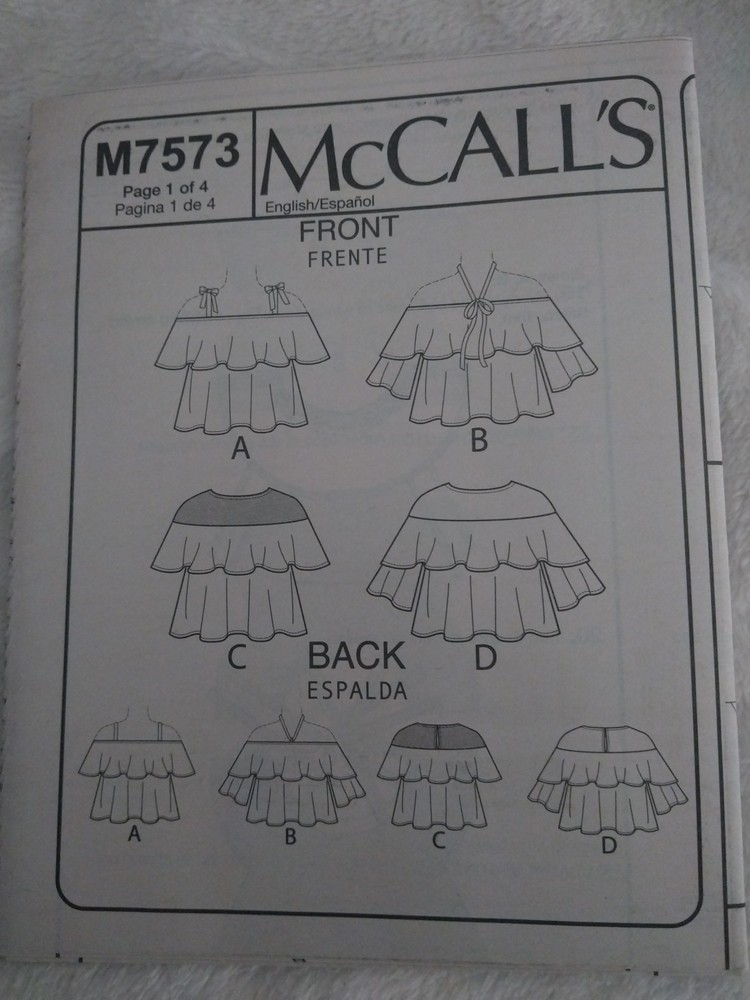 M7573
Page 1 of 4
Pagina 1 de 4
McCALL'S®
English/Español
FRONT
FRENTE
A
B
C
D
BACK
ESPALDA
A
B
C
D